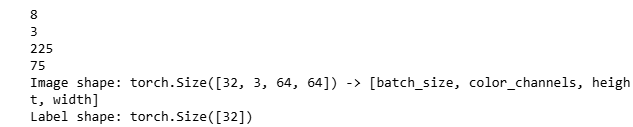 8
3
225
75
Image shape: torch.Size([32, 3, 64, 64]) -> [batch_size, color_channels, heigh
t, width]
Label shape: torch.Size([32])